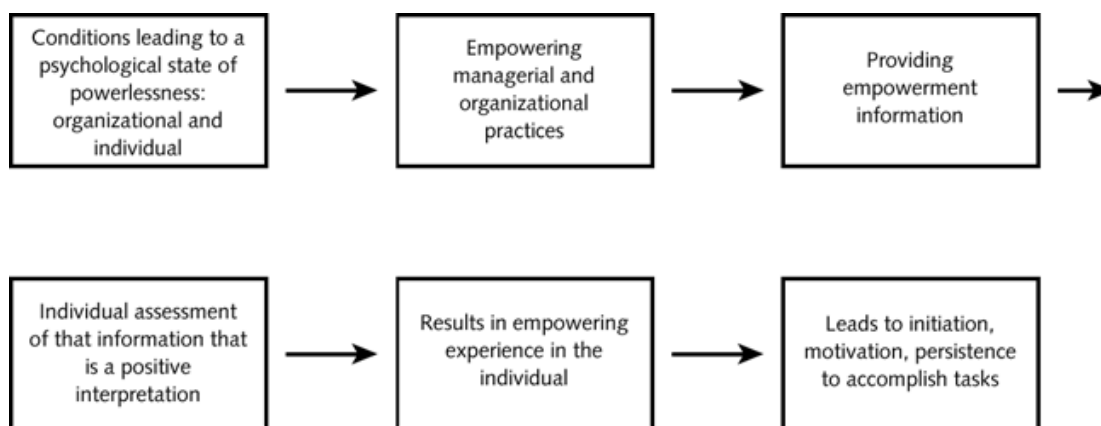 Conditions leading to a
psychological state of
powerlessness:
organizational and
individual
Empowering
managerial and
organizational
practices
Providing
empowerment
information
Individual assessment
of that information that
is a positive
interpretation
Results in empowering
experience in the
individual
Leads to initiation,
motivation, persistence
to accomplish tasks